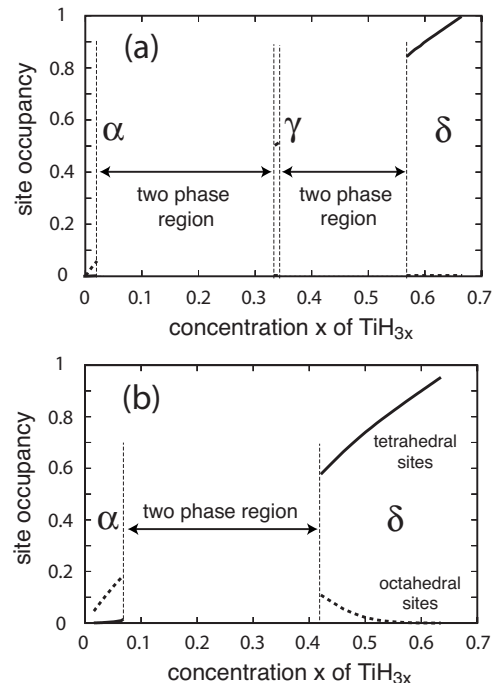 (a)
1
0.8
0.6
0.4
0.2
0
site occupancy
α
γ
δ
two phase
region
two phase
region
0 0.1 0.2 0.3 0.4 0.5 0.6 0.7
concentration x of TiH3x
(b)
1
0.8
0.6
0.4
0.2
0
site occupancy
tetrahedral
sites
α
two phase region
δ
octahedral
sites
0 0.1 0.2 0.3 0.4 0.5 0.6 0.7
concentration x of TiH3x